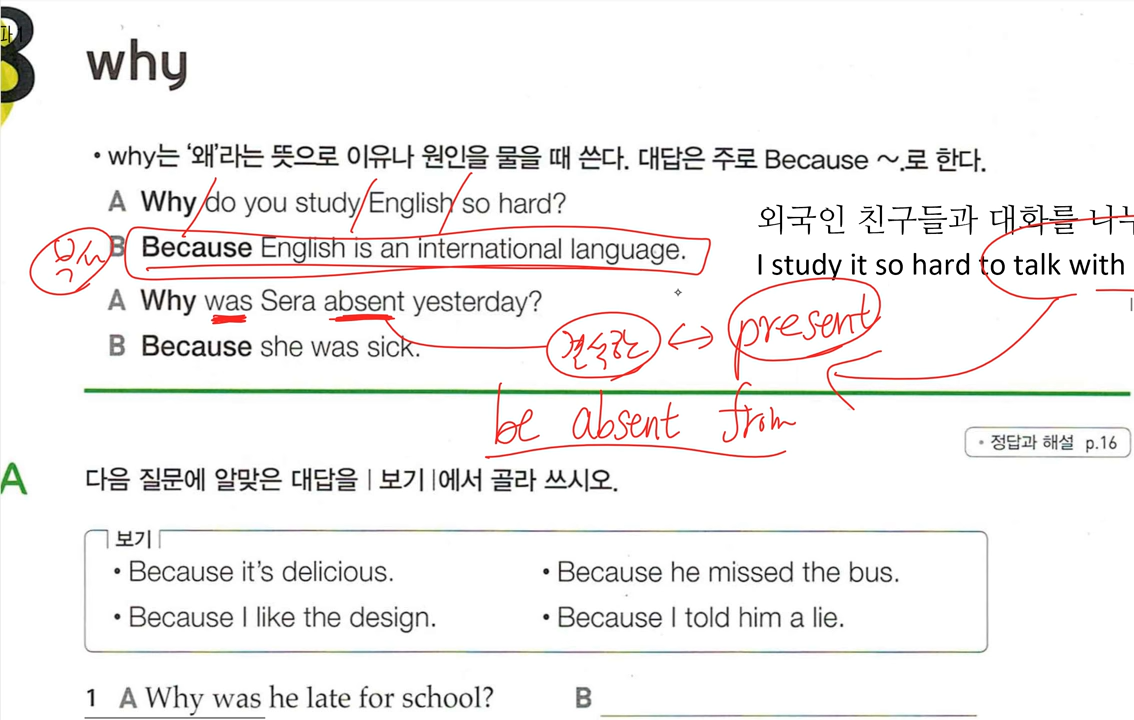 8
why
• why는 '왜'라는 뜻으로 이유나 원인을 물을 때 쓴다. 대답은 주로 Because ~.로 한다.
A Why do you study English so hard?
외국인 친구들과 대화를 나누
부사 B Because English is an international language.
I study it so hard to talk with
A Why was Sera absent yesterday?
결석한 ↔ present
B Because she was sick.
be absent from
• 정답과 해설 p.16
A 다음 질문에 알맞은 대답을 | 보기 |에서 골라 쓰시오.
보기
• Because it's delicious. • Because he missed the bus.
• Because I like the design. • Because I told him a lie.
1 A Why was he late for school? B